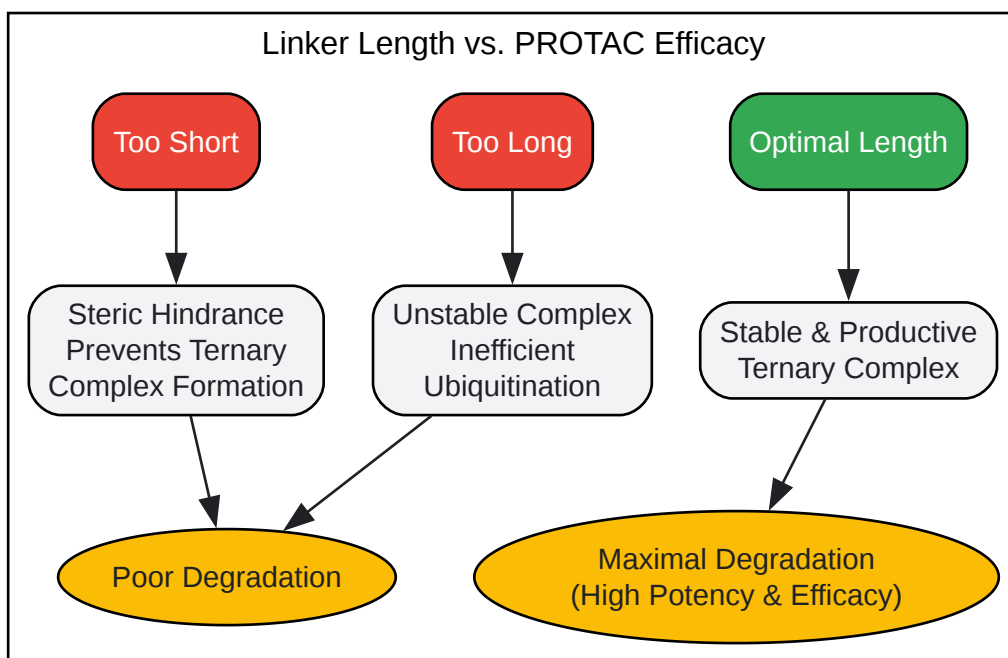 Linker Length vs. PROTAC Efficacy
Too Short
Too Long
Optimal Length
Steric Hindrance
Prevents Ternary
Complex Formation
Unstable Complex
Inefficient
Ubiquitination
Stable & Productive
Ternary Complex
Poor Degradation
Maximal Degradation
(High Potency & Efficacy)